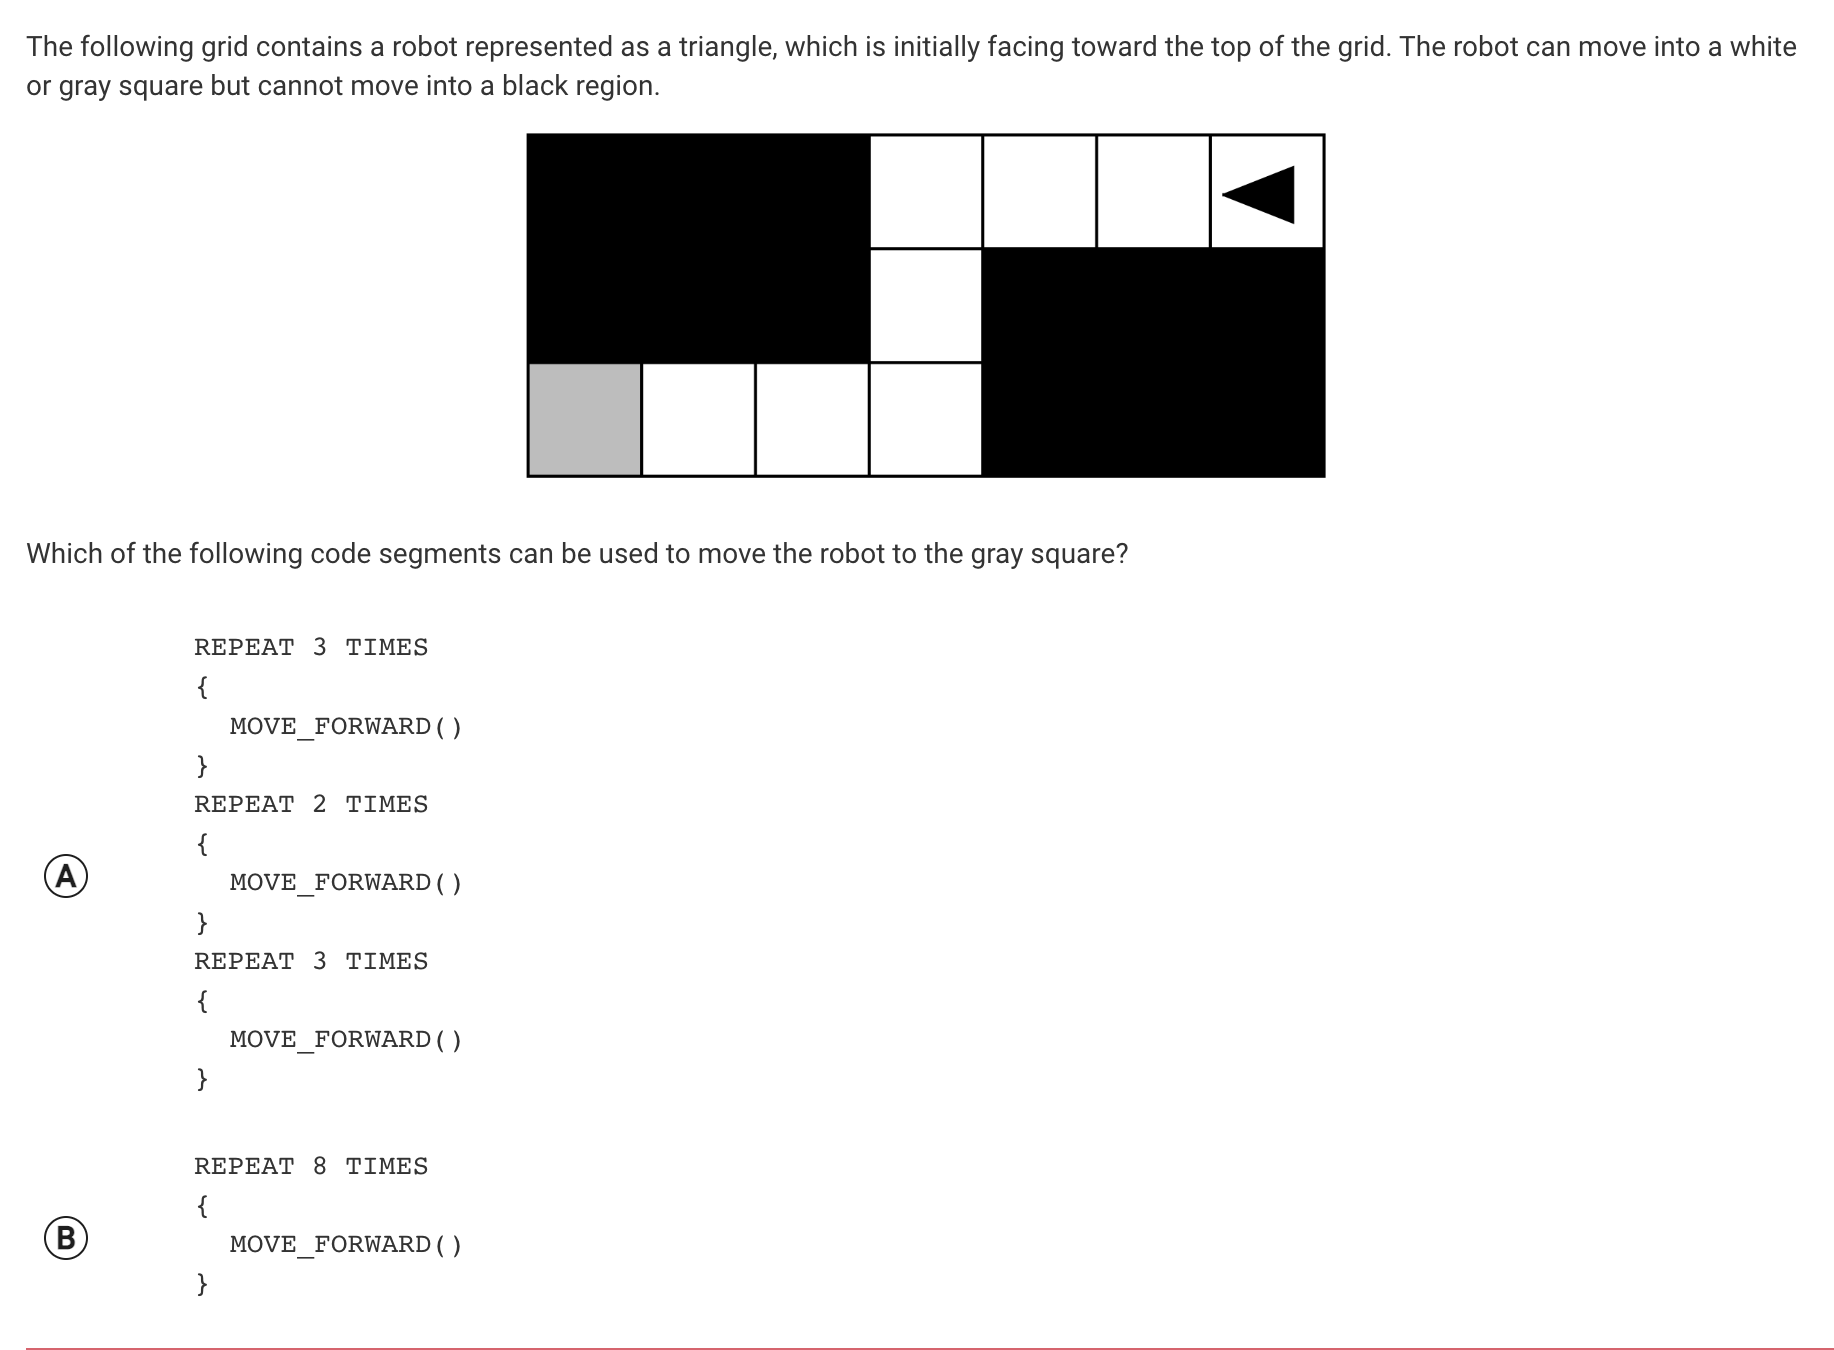 The following grid contains a robot represented as a triangle, which is initially facing toward the top of the grid. The robot can move into a white
or gray square but cannot move into a black region.
Which of the following code segments can be used to move the robot to the gray square?
REPEAT 3 TIMES
{
MOVE_FORWARD()
}
REPEAT 2 TIMES
{
A
MOVE_FORWARD()
}
REPEAT 3 TIMES
{
MOVE_FORWARD()
}
REPEAT 8 TIMES
{
B
MOVE_FORWARD()
}